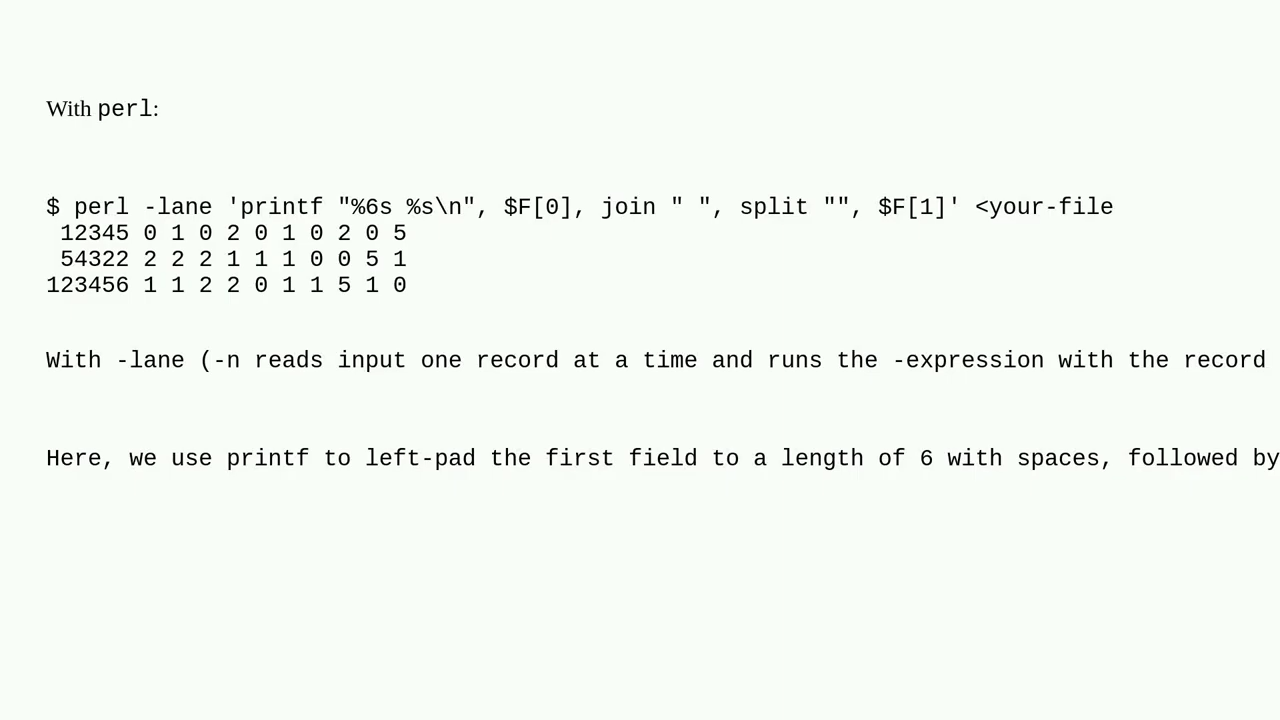 With perl:
$ perl -lane 'printf "%6s %s\n", $F[0], join " ", split "", $F[1]' <your-file
 12345 0 1 0 2 0 1 0 2 0 5
 54322 2 2 2 1 1 1 0 0 5 1
123456 1 1 2 2 0 1 1 5 1 0
With -lane (-n reads input one record at a time and runs the -expression with the record
Here, we use printf to left-pad the first field to a length of 6 with spaces, followed by